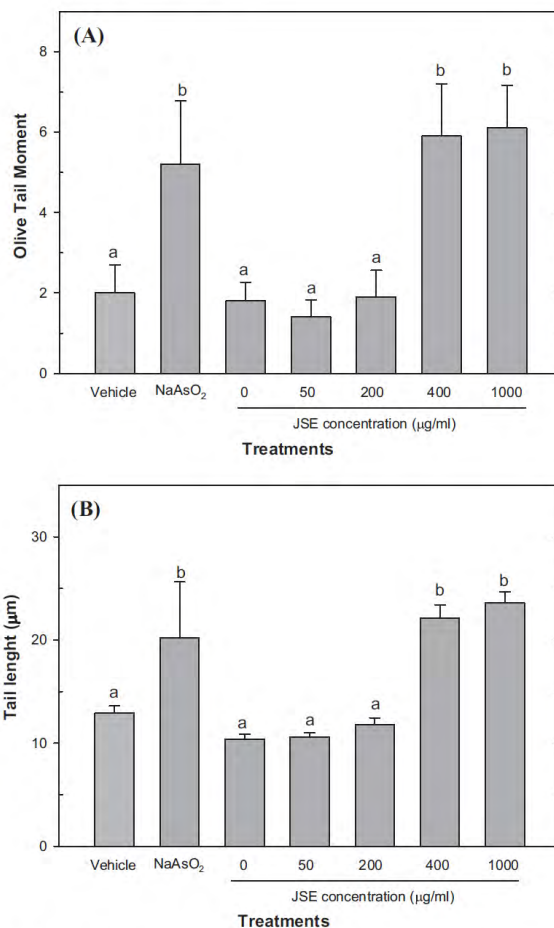 (A)
8
6
4
2
0
Olive Tail Moment
a
b
a
a
a
b
b
Vehicle NaAsO₂ 0 50 200 400 1000
JSE concentration (μg/ml)
Treatments
(B)
30
20
10
0
Tail lenght (μm)
a
b
a
a
a
b
b
Vehicle NaAsO₂ 0 50 200 400 1000
JSE concentration (μg/ml)
Treatments